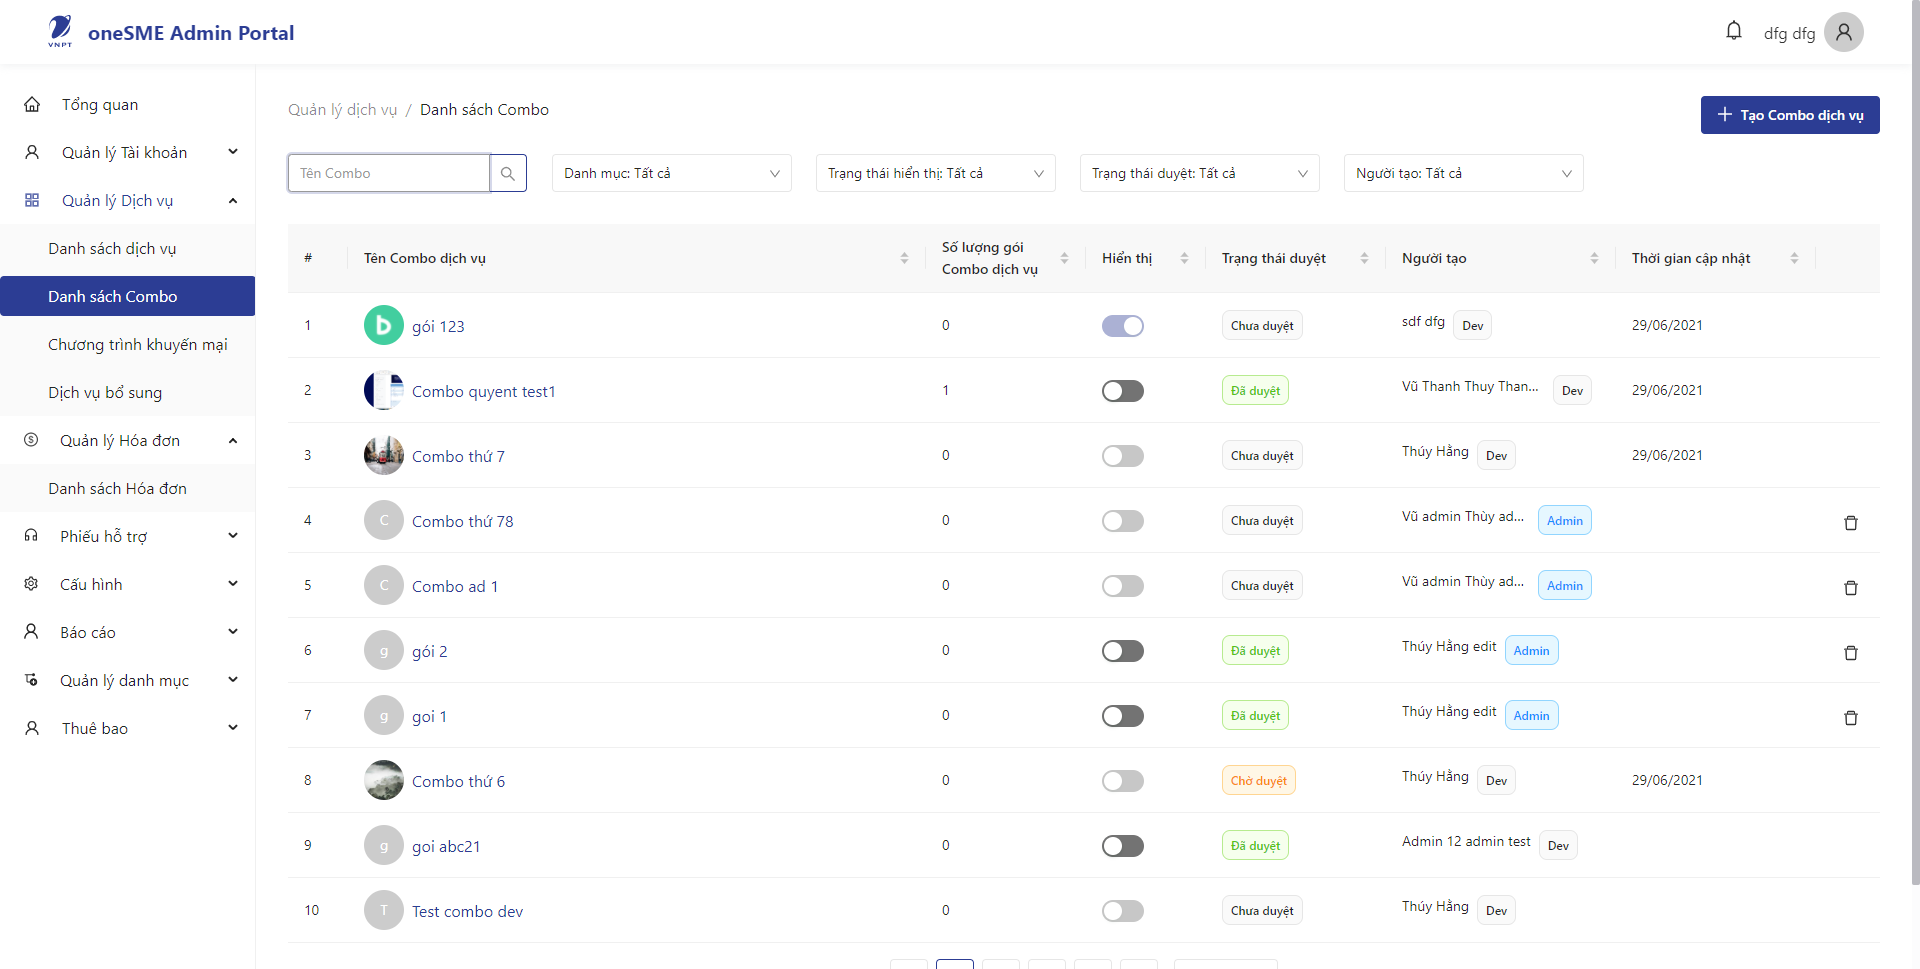 VNPT
oneSME Admin Portal
dfg dfg
Tổng quan
Quản lý Tài khoản
Quản lý Dịch vụ
Danh sách dịch vụ
Danh sách Combo
Chương trình khuyến mại
Dịch vụ bổ sung
Quản lý Hóa đơn
Danh sách Hóa đơn
Phiếu hỗ trợ
Cấu hình
Báo cáo
Quản lý danh mục
Thuê bao
Quản lý dịch vụ / Danh sách Combo
Tạo Combo dịch vụ
Tên Combo
Danh mục: Tất cả
Trạng thái hiển thị: Tất cả
Trạng thái duyệt: Tất cả
Người tạo: Tất cả
# Tên Combo dịch vụ Số lượng gói Combo dịch vụ Hiển thị Trạng thái duyệt Người tạo Thời gian cập nhật
1 b gói 123 0 Chưa duyệt sdf dfg Dev 29/06/2021
2 Combo quyent test1 1 Đã duyệt Vũ Thanh Thuy Than... Dev 29/06/2021
3 Combo thứ 7 0 Chưa duyệt Thúy Hằng Dev 29/06/2021
4 C Combo thứ 78 0 Chưa duyệt Vũ admin Thùy ad... Admin
5 C Combo ad 1 0 Chưa duyệt Vũ admin Thùy ad... Admin
6 g gói 2 0 Đã duyệt Thúy Hằng edit Admin
7 g goi 1 0 Đã duyệt Thúy Hằng edit Admin
8 Combo thứ 6 0 Chờ duyệt Thúy Hằng Dev 29/06/2021
9 g goi abc21 0 Đã duyệt Admin 12 admin test Dev
10 T Test combo dev 0 Chưa duyệt Thúy Hằng Dev